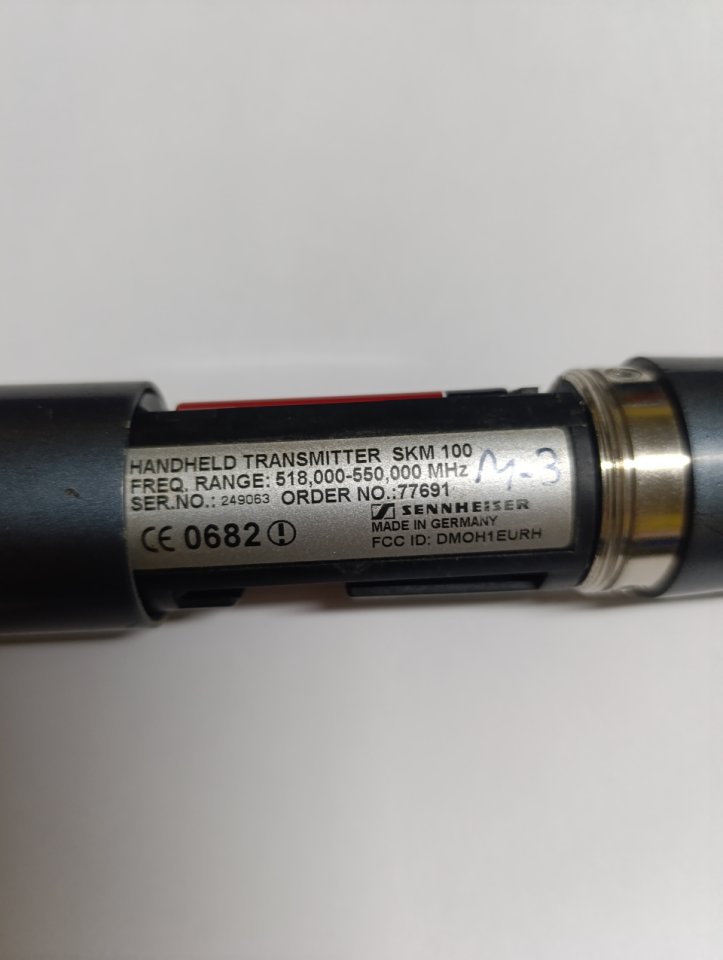 HANDHELD TRANSMITTER SKM 100
FREQ. RANGE: 518,000-550,000 MHz
M-3
SER.NO.: 249063 ORDER NO.:77691
SENNHEISER
CE 0682
MADE IN GERMANY
FCC ID: DMOH1EURH